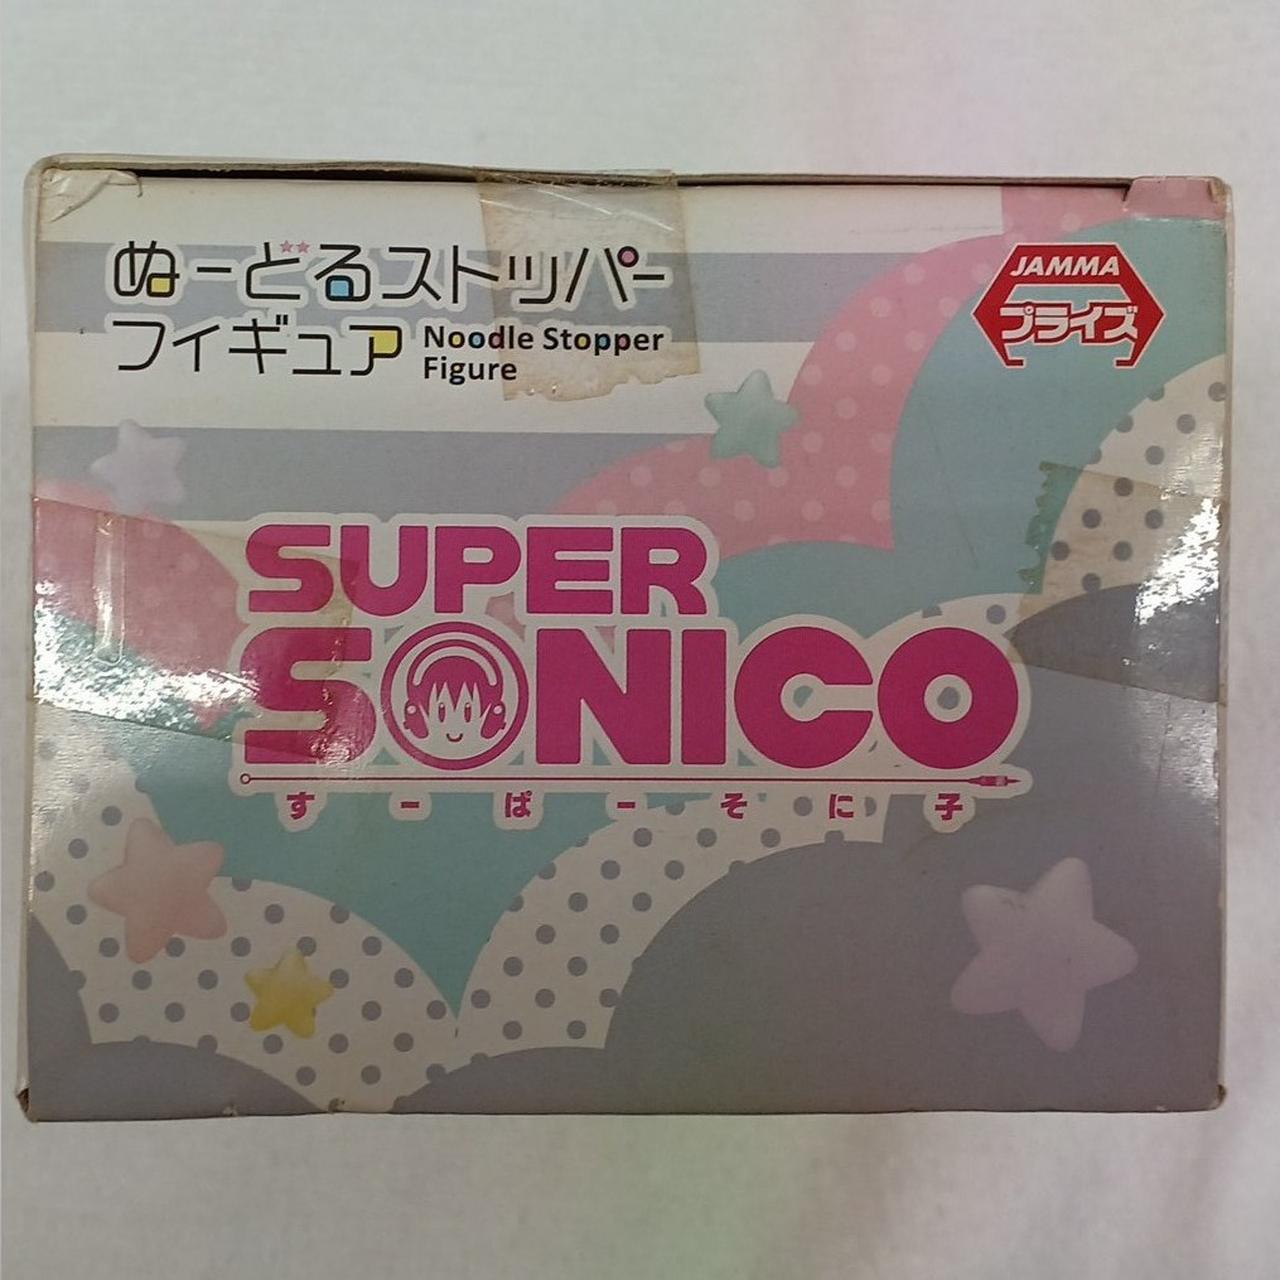 ぬーどるストッパー
フィギュア Noodle Stopper
Figure
JAMMA
プライズ
SUPER
SONICO
すーぱーそに子